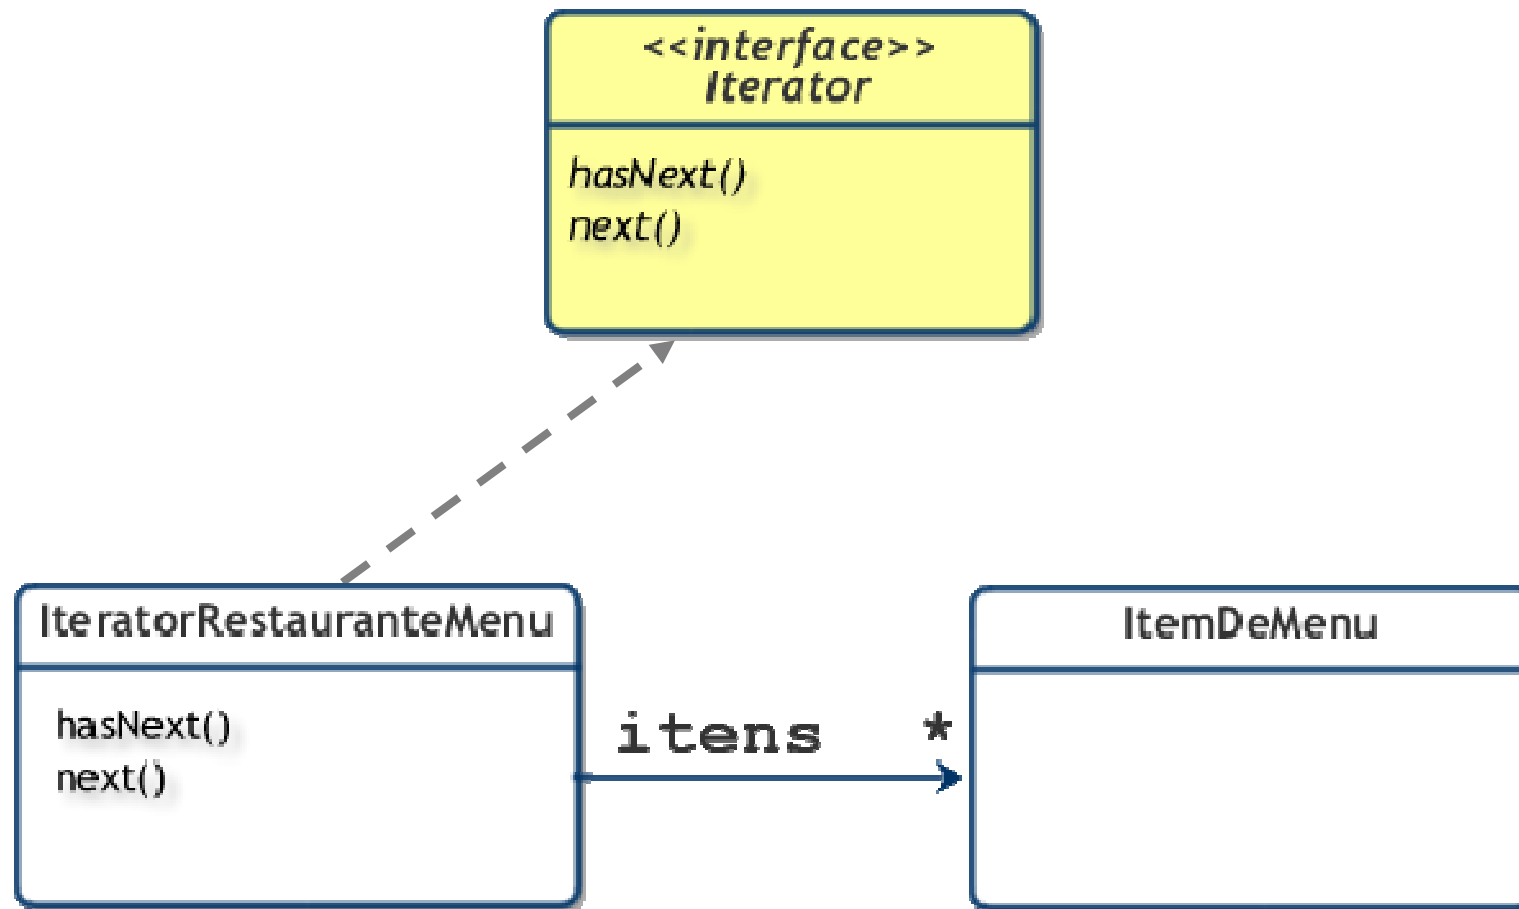 <<interface>>
Iterator
hasNext()
next()
IteratorRestauranteMenu
hasNext()
next()
itens *
ItemDeMenu